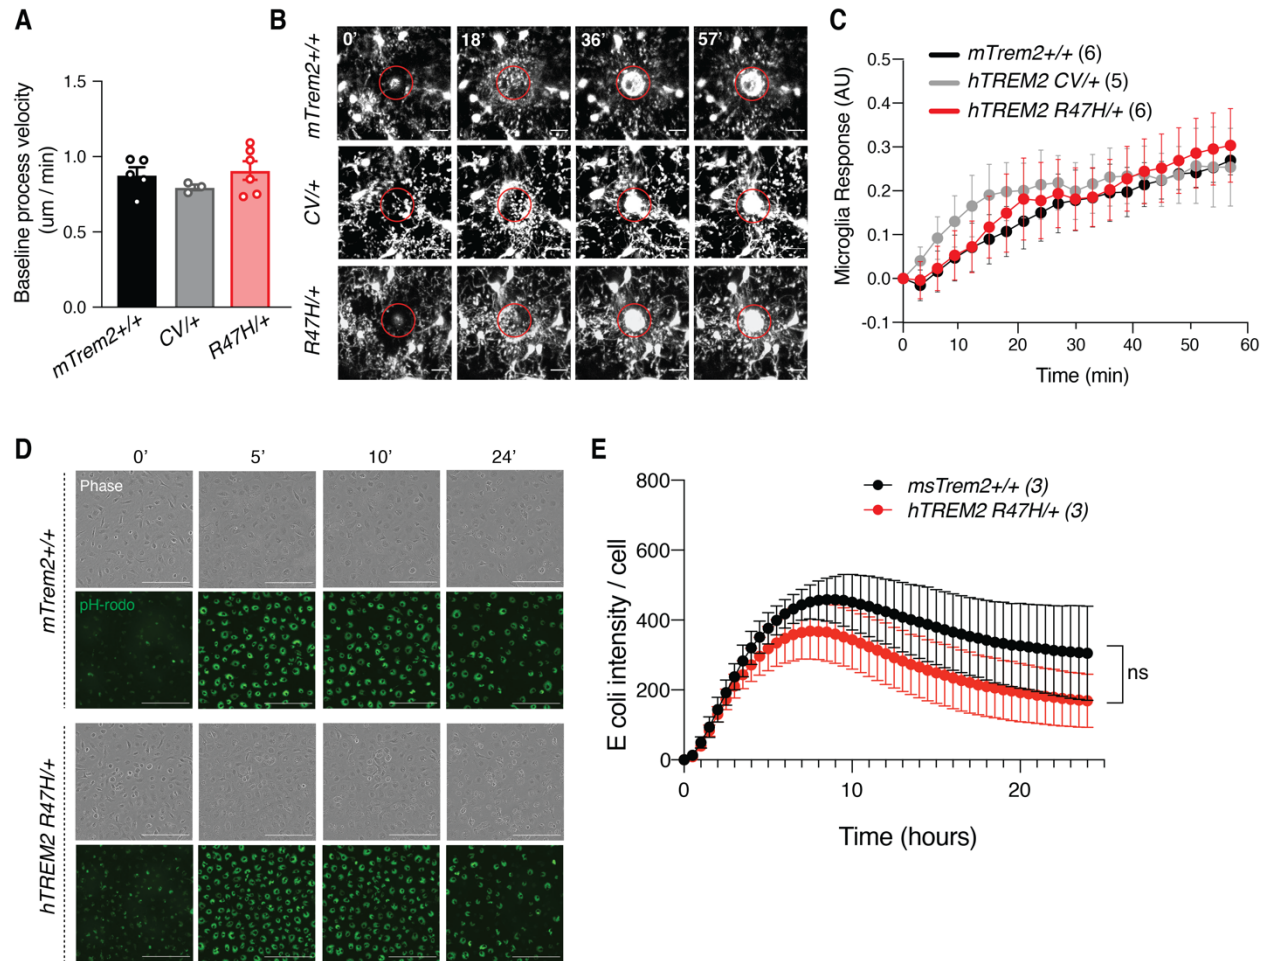 A
Baseline process velocity
(um / min)
1.5
1.0
0.5
0.0
mTrem2+/+
CV/+
R47H/+
B
0’
18’
36’
57’
mTrem2+/+
CV/+
R47H/+
C
Microglia Response (AU)
0.5
0.4
0.3
0.2
0.1
0.0
-0.1
mTrem2+/+ (6)
hTREM2 CV/+ (5)
hTREM2 R47H/+ (6)
0 10 20 30 40 50 60
Time (min)
D
0’ 5’ 10’ 24’
mTrem2+/+
Phase
pH-rodo
hTREM2 R47H/+
E
E coli intensity / cell
800
600
400
200
0
msTrem2+/+ (3)
hTREM2 R47H/+ (3)
ns
0 10 20
Time (hours)